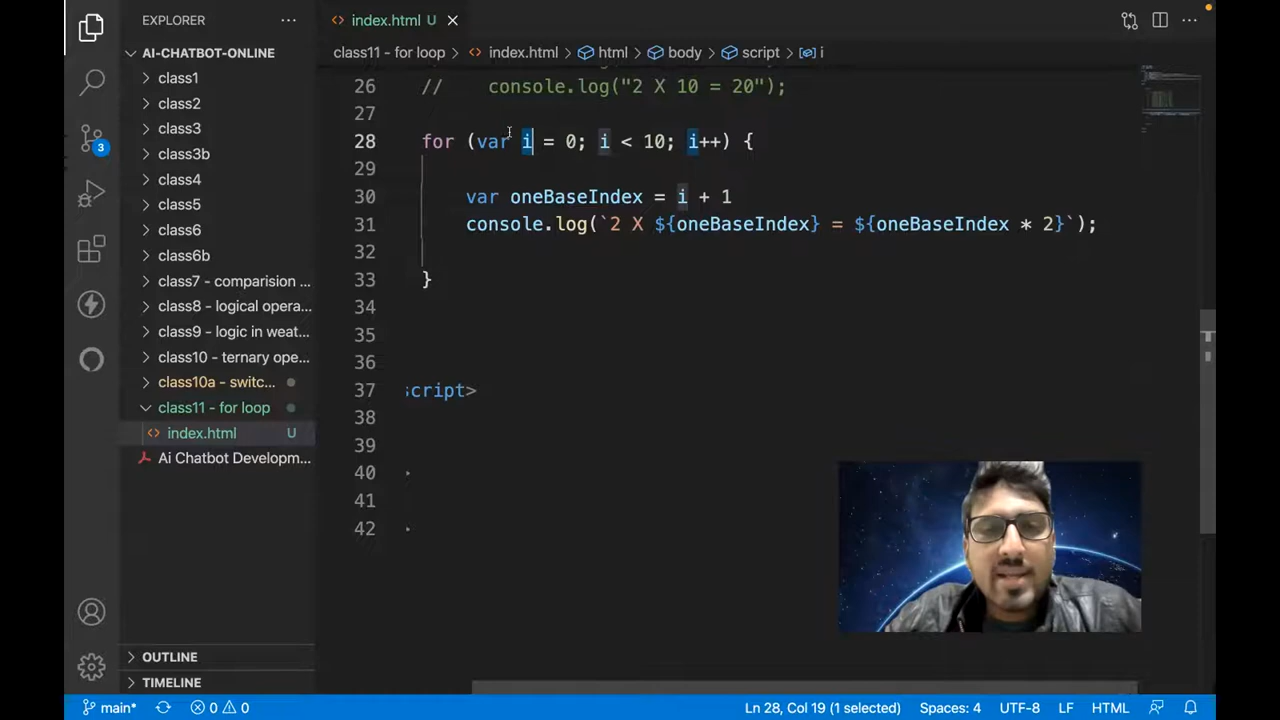 EXPLORER
index.html U
AI-CHATBOT-ONLINE
class11 - for loop > index.html > html > body > script > i
class1
class2
class3
class3b
class4
class5
class6
class6b
class7 - comparision ...
class8 - logical opera...
class9 - logic in weat...
class10 - ternary ope...
class10a - switc...
class11 - for loop
index.html U
Ai Chatbot Developm...
OUTLINE
TIMELINE
3
26 // console.log("2 X 10 = 20");
27
28 for (var i = 0; i < 10; i++) {
29
30 var oneBaseIndex = i + 1
31 console.log(`2 X ${oneBaseIndex} = ${oneBaseIndex * 2}`);
32
33 }
34
35
36
37 script>
38
39
40 >
41
42 >
main* 0 0 Ln 28, Col 19 (1 selected) Spaces: 4 UTF-8 LF HTML